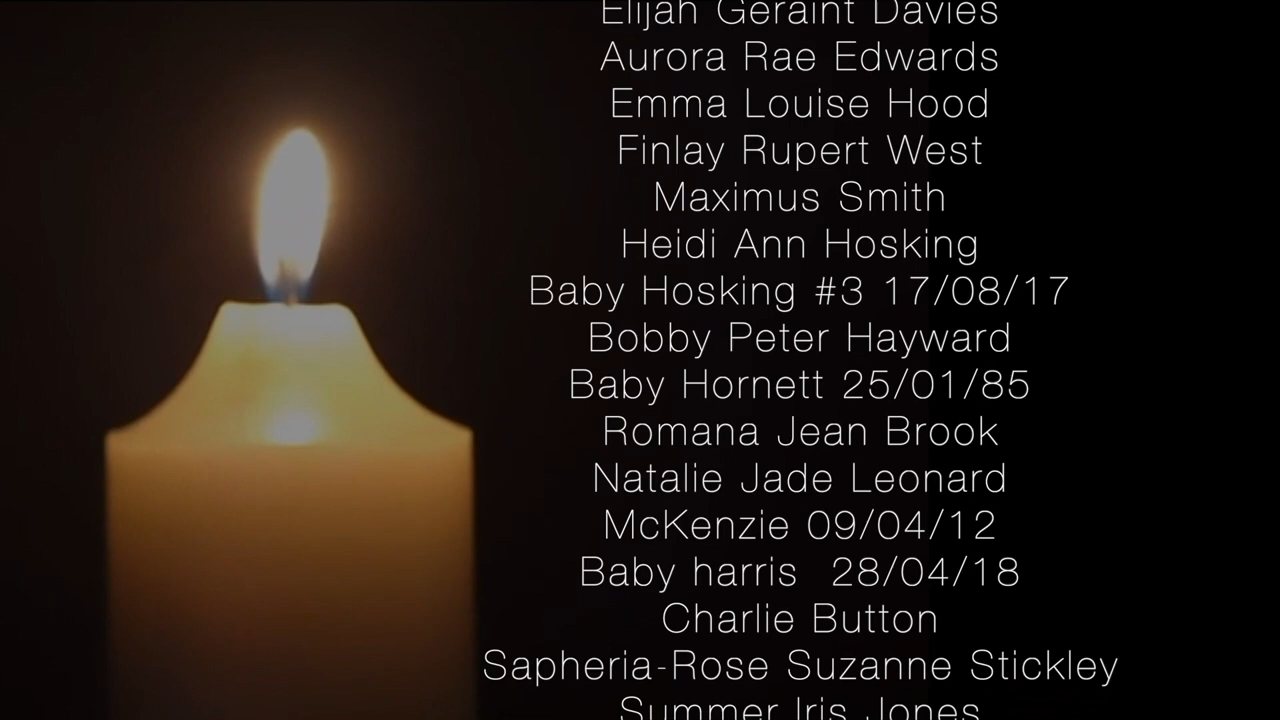 Elijah Geraint Davies
Aurora Rae Edwards
Emma Louise Hood
Finlay Rupert West
Maximus Smith
Heidi Ann Hosking
Baby Hosking #3 17/08/17
Bobby Peter Hayward
Baby Hornett 25/01/85
Romana Jean Brook
Natalie Jade Leonard
McKenzie 09/04/12
Baby harris 28/04/18
Charlie Button
Sapheria-Rose Suzanne Stickley
Summer Iris Jones